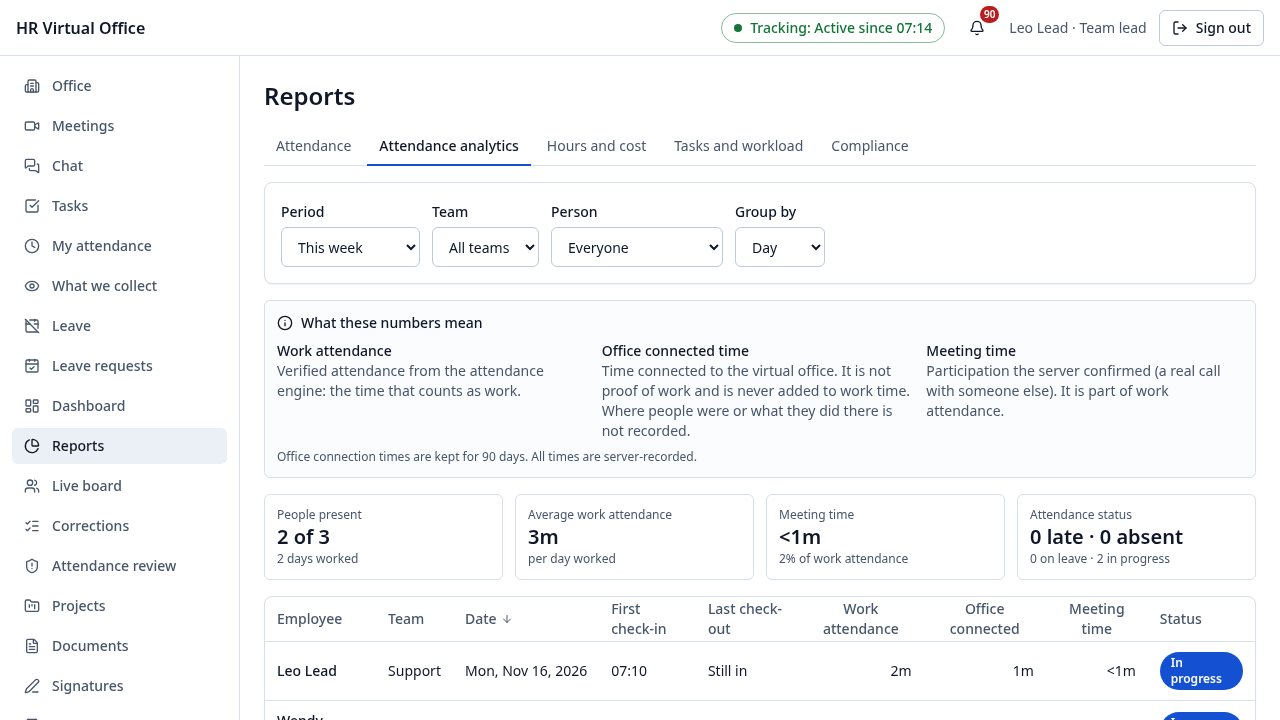 HR Virtual Office
Tracking: Active since 07:14
90
Leo Lead · Team lead
Sign out
Office
Meetings
Chat
Tasks
My attendance
What we collect
Leave
Leave requests
Dashboard
Reports
Live board
Corrections
Attendance review
Projects
Documents
Signatures
Reports
Attendance
Attendance analytics
Hours and cost
Tasks and workload
Compliance
Period
Team
Person
Group by
This week
All teams
Everyone
Day
What these numbers mean
Work attendance
Verified attendance from the attendance
engine: the time that counts as work.
Office connected time
Time connected to the virtual office. It is not
proof of work and is never added to work time.
Where people were or what they did there is
not recorded.
Meeting time
Participation the server confirmed (a real call
with someone else). It is part of work
attendance.
Office connection times are kept for 90 days. All times are server-recorded.
People present
2 of 3
2 days worked
Average work attendance
3m
per day worked
Meeting time
<1m
2% of work attendance
Attendance status
0 late · 0 absent
0 on leave · 2 in progress
Employee
Team
Date ↓
First
check-in
Last check-
out
Work
attendance
Office
connected
Meeting
time
Status
Leo Lead
Support
Mon, Nov 16, 2026
07:10
Still in
2m
1m
<1m
In
progress